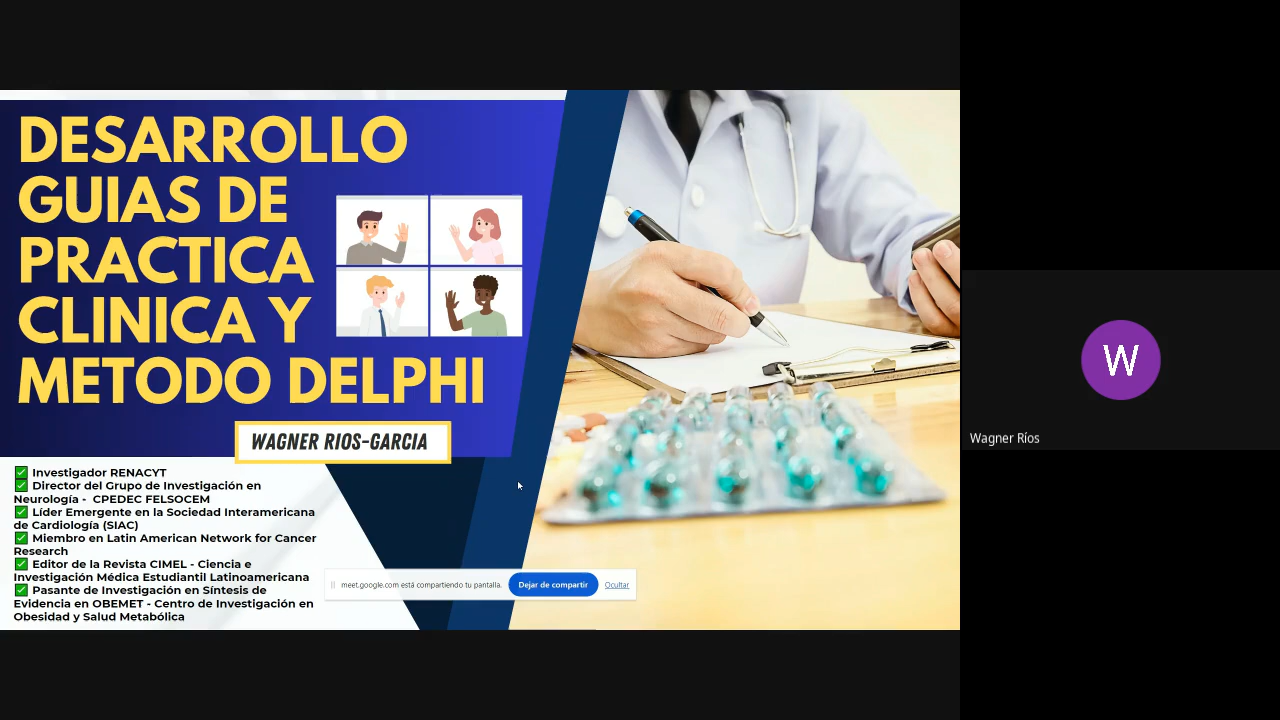 DESARROLLO
GUIAS DE
PRACTICA
CLINICA Y
METODO DELPHI
WAGNER RIOS-GARCIA
✅ Investigador RENACYT
✅ Director del Grupo de Investigación en
Neurología - CPEDEC FELSOCEM
✅ Líder Emergente en la Sociedad Interamericana
de Cardiología (SIAC)
✅ Miembro en Latin American Network for Cancer
Research
✅ Editor de la Revista CIMEL - Ciencia e
Investigación Médica Estudiantil Latinoamericana
✅ Pasante de Investigación en Síntesis de
Evidencia en OBEMET - Centro de Investigación en
Obesidad y Salud Metabólica
meet.google.com está compartiendo tu pantalla. Dejar de compartir Ocultar
W
Wagner Ríos